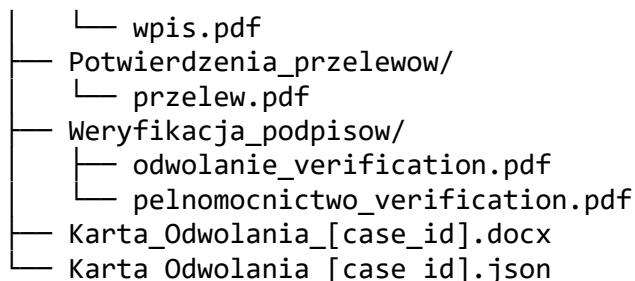 │   └── wpis.pdf
├── Potwierdzenia_przelewow/
│   └── przelew.pdf
├── Weryfikacja_podpisow/
│   ├── odwolanie_verification.pdf
│   └── pelnomocnictwo_verification.pdf
├── Karta_Odwolania_[case_id].docx
└── Karta_Odwolania_[case_id].json